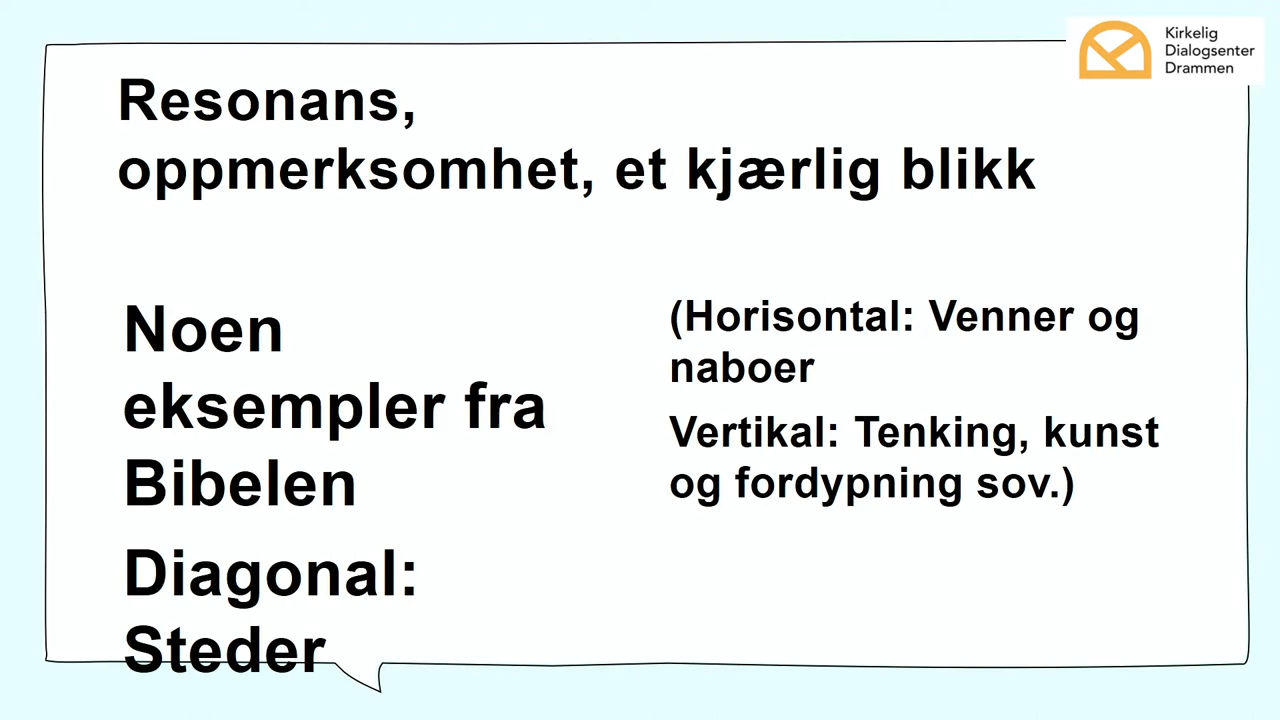 Kirkelig
Dialogsenter
Drammen
Resonans,
oppmerksomhet, et kjærlig blikk
Noen
eksempler fra
Bibelen
Diagonal:
Steder
(Horisontal: Venner og
naboer
Vertikal: Tenking, kunst
og fordypning sov.)